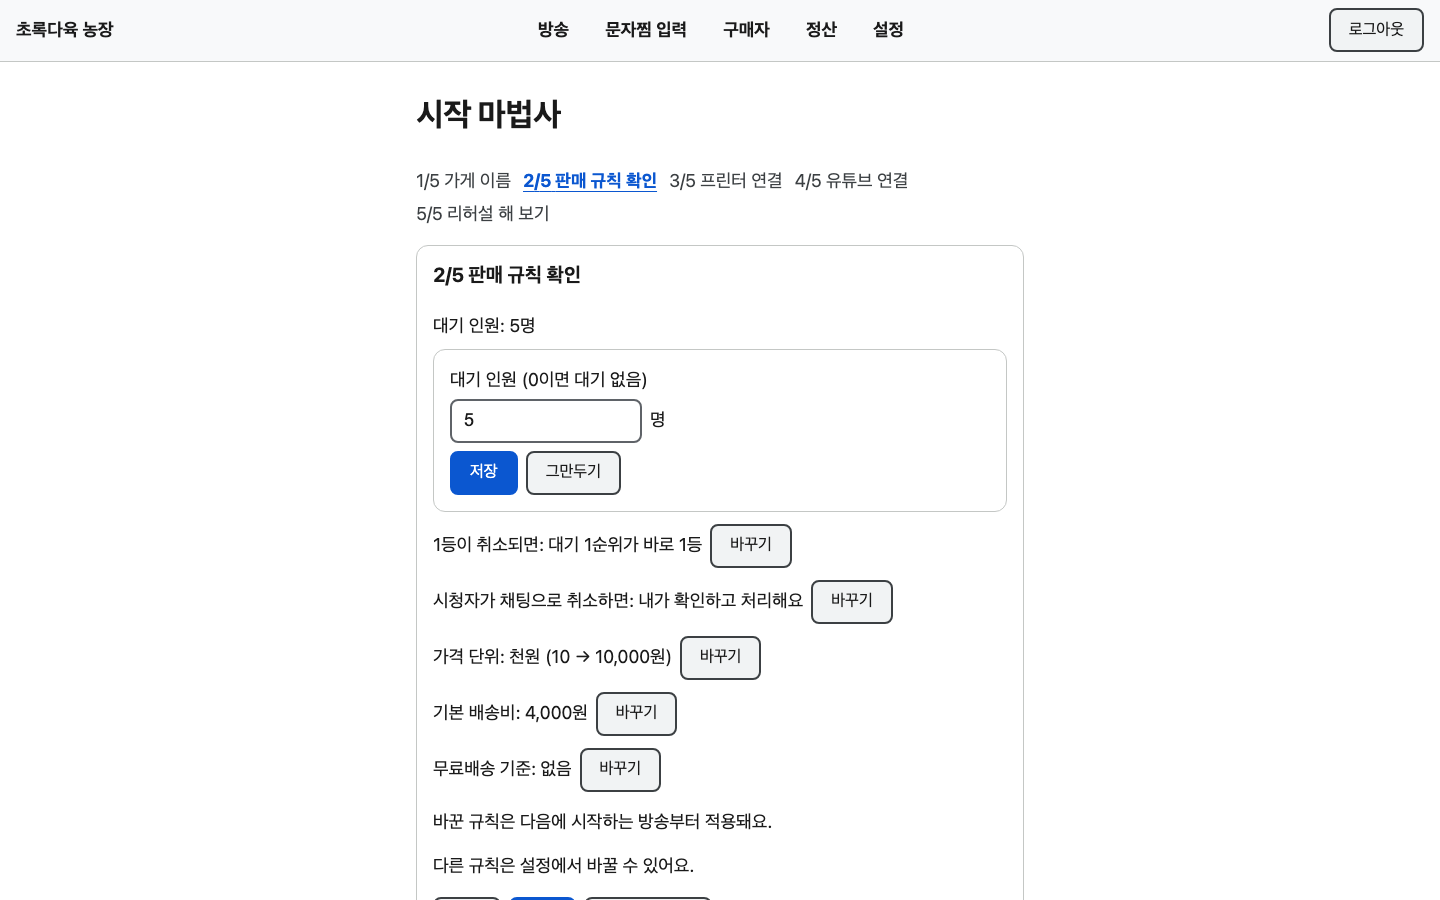 초록다육 농장
방송 문자찜 입력 구매자 정산 설정
로그아웃
시작 마법사
1/5 가게 이름 2/5 판매 규칙 확인 3/5 프린터 연결 4/5 유튜브 연결
5/5 리허설 해 보기
2/5 판매 규칙 확인
대기 인원: 5명
대기 인원 (0이면 대기 없음)
5 명
저장 그만두기
1등이 취소되면: 대기 1순위가 바로 1등 바꾸기
시청자가 채팅으로 취소하면: 내가 확인하고 처리해요 바꾸기
가격 단위: 천원 (10 → 10,000원) 바꾸기
기본 배송비: 4,000원 바꾸기
무료배송 기준: 없음 바꾸기
바꾼 규칙은 다음에 시작하는 방송부터 적용돼요.
다른 규칙은 설정에서 바꿀 수 있어요.